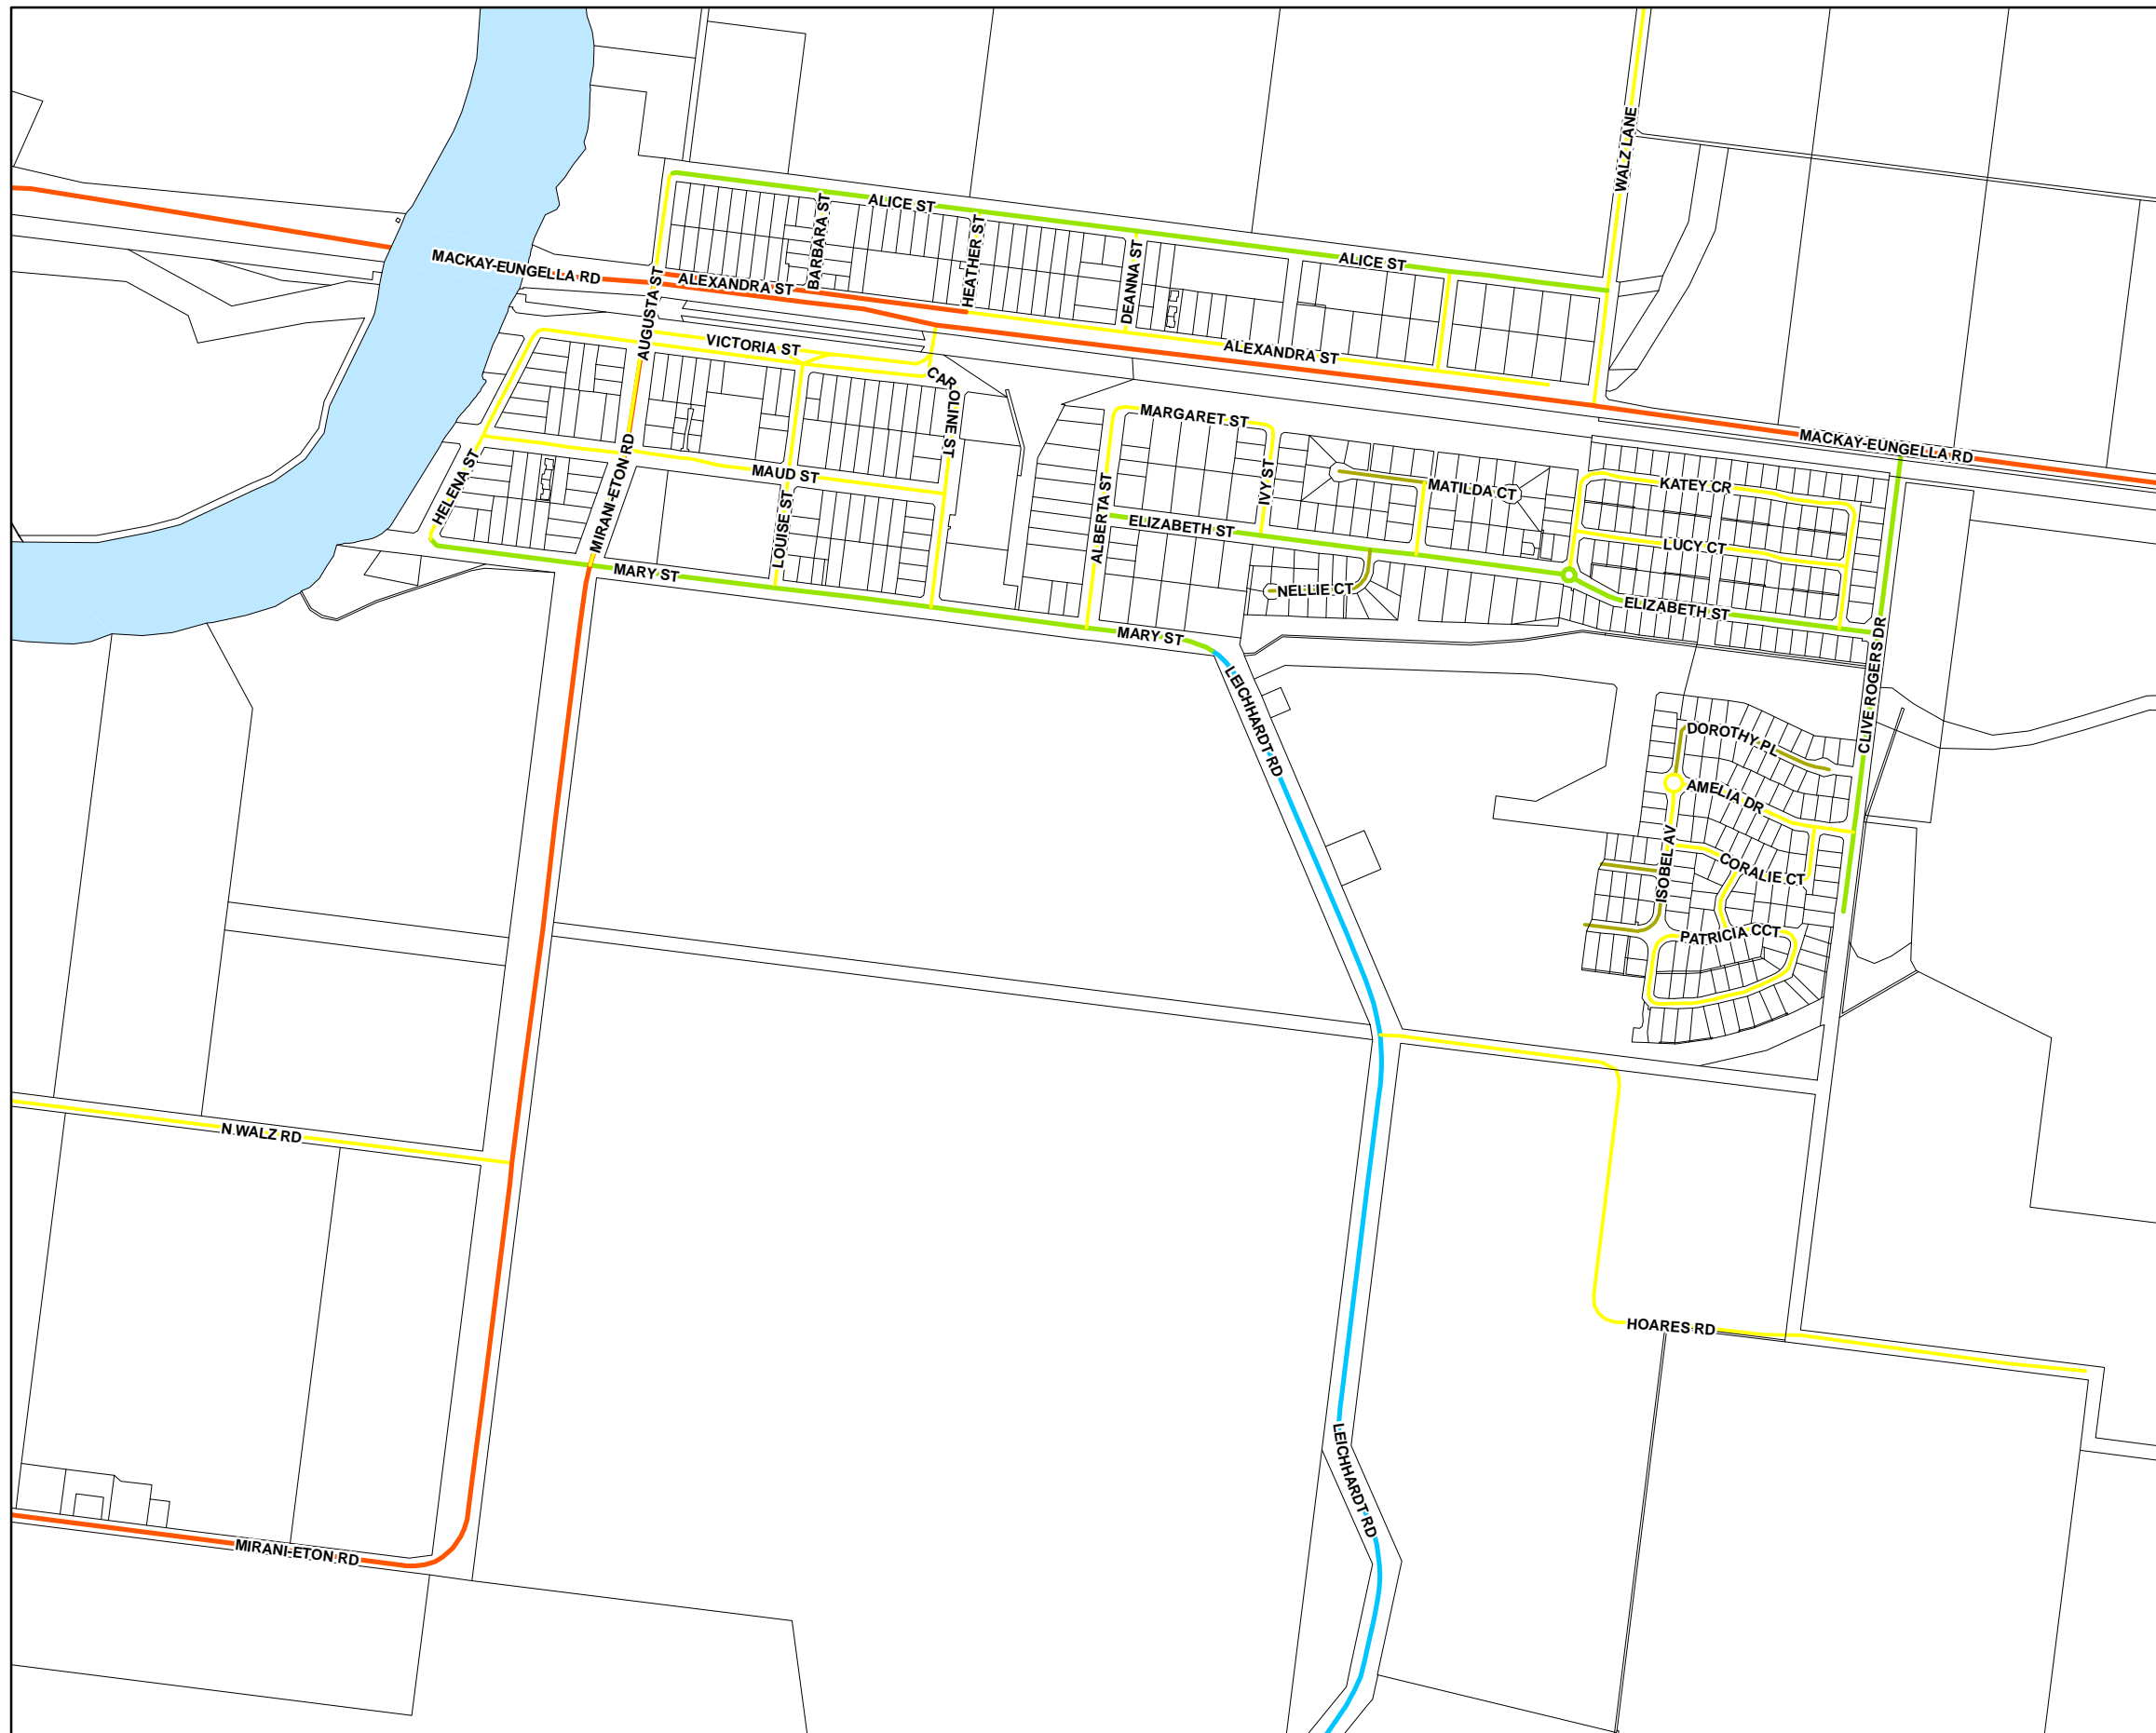 WALZ LANE
BARBARA ST
ALICE ST
HEATHER ST
DEANNA ST
ALICE ST
MACKAY-EUNGELLA RD
ALEXANDRA ST
AUGUSTA ST
VICTORIA ST
ALEXANDRA ST
CAROLINE ST
MARGARET ST
MACKAY-EUNGELLA RD
HELENA ST
MIRANI-ETON RD
MAUD ST
LOUISE ST
ALBERTA ST
IVY ST
MATILDA CT
KATEY CR
ELIZABETH ST
LUCY CT
MARY ST
NELLIE CT
ELIZABETH ST
MARY ST
CLIVE ROGERS DR
LEICHHARDT RD
DOROTHY PL
AMELIA DR
ISOBEL AV
CORALIE CT
PATRICIA CCT
N.WALZ RD
HOARES RD
LEICHHARDT RD
MIRANI-ETON RD